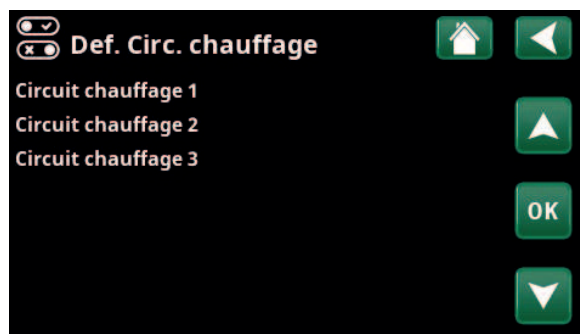 Def. Circ. chauffage
Circuit chauffage 1
Circuit chauffage 2
Circuit chauffage 3
OK